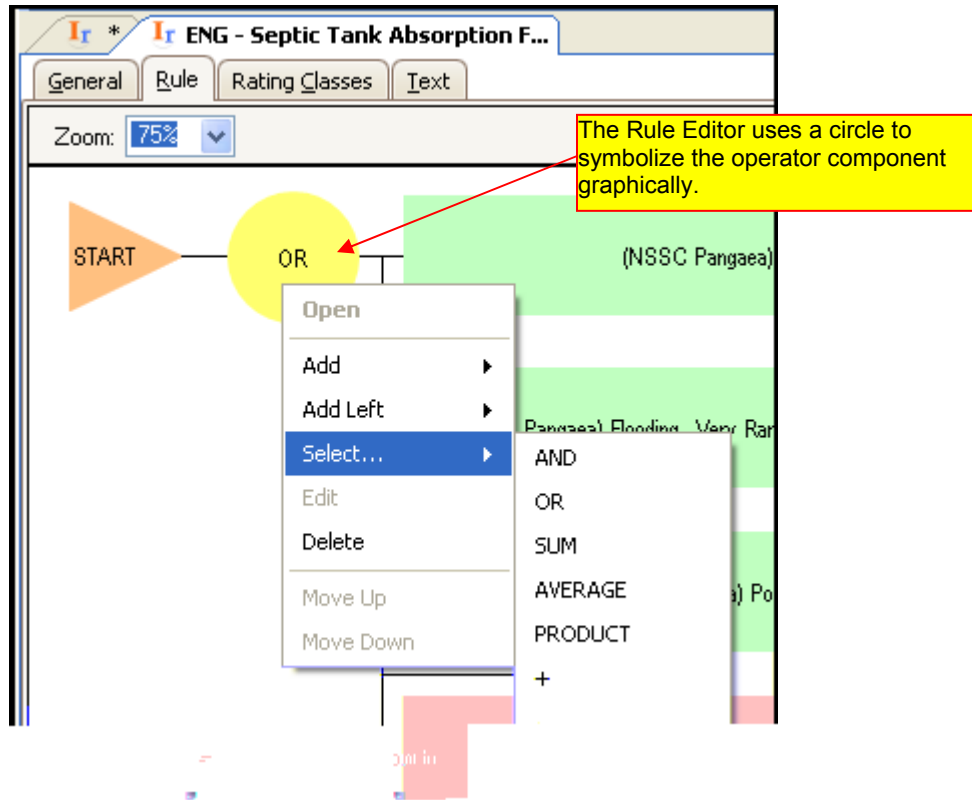 Ir * Ir ENG - Septic Tank Absorption F...
General Rule Rating Classes Text
Zoom: 75%
The Rule Editor uses a circle to
symbolize the operator component
graphically.
START
OR
(NSSC Pangaea)
Open
Add
Add Left
Pangaea) Flooding
Select...
AND
Edit
OR
Delete
SUM
Move Up
AVERAGE
Move Down
PRODUCT
+